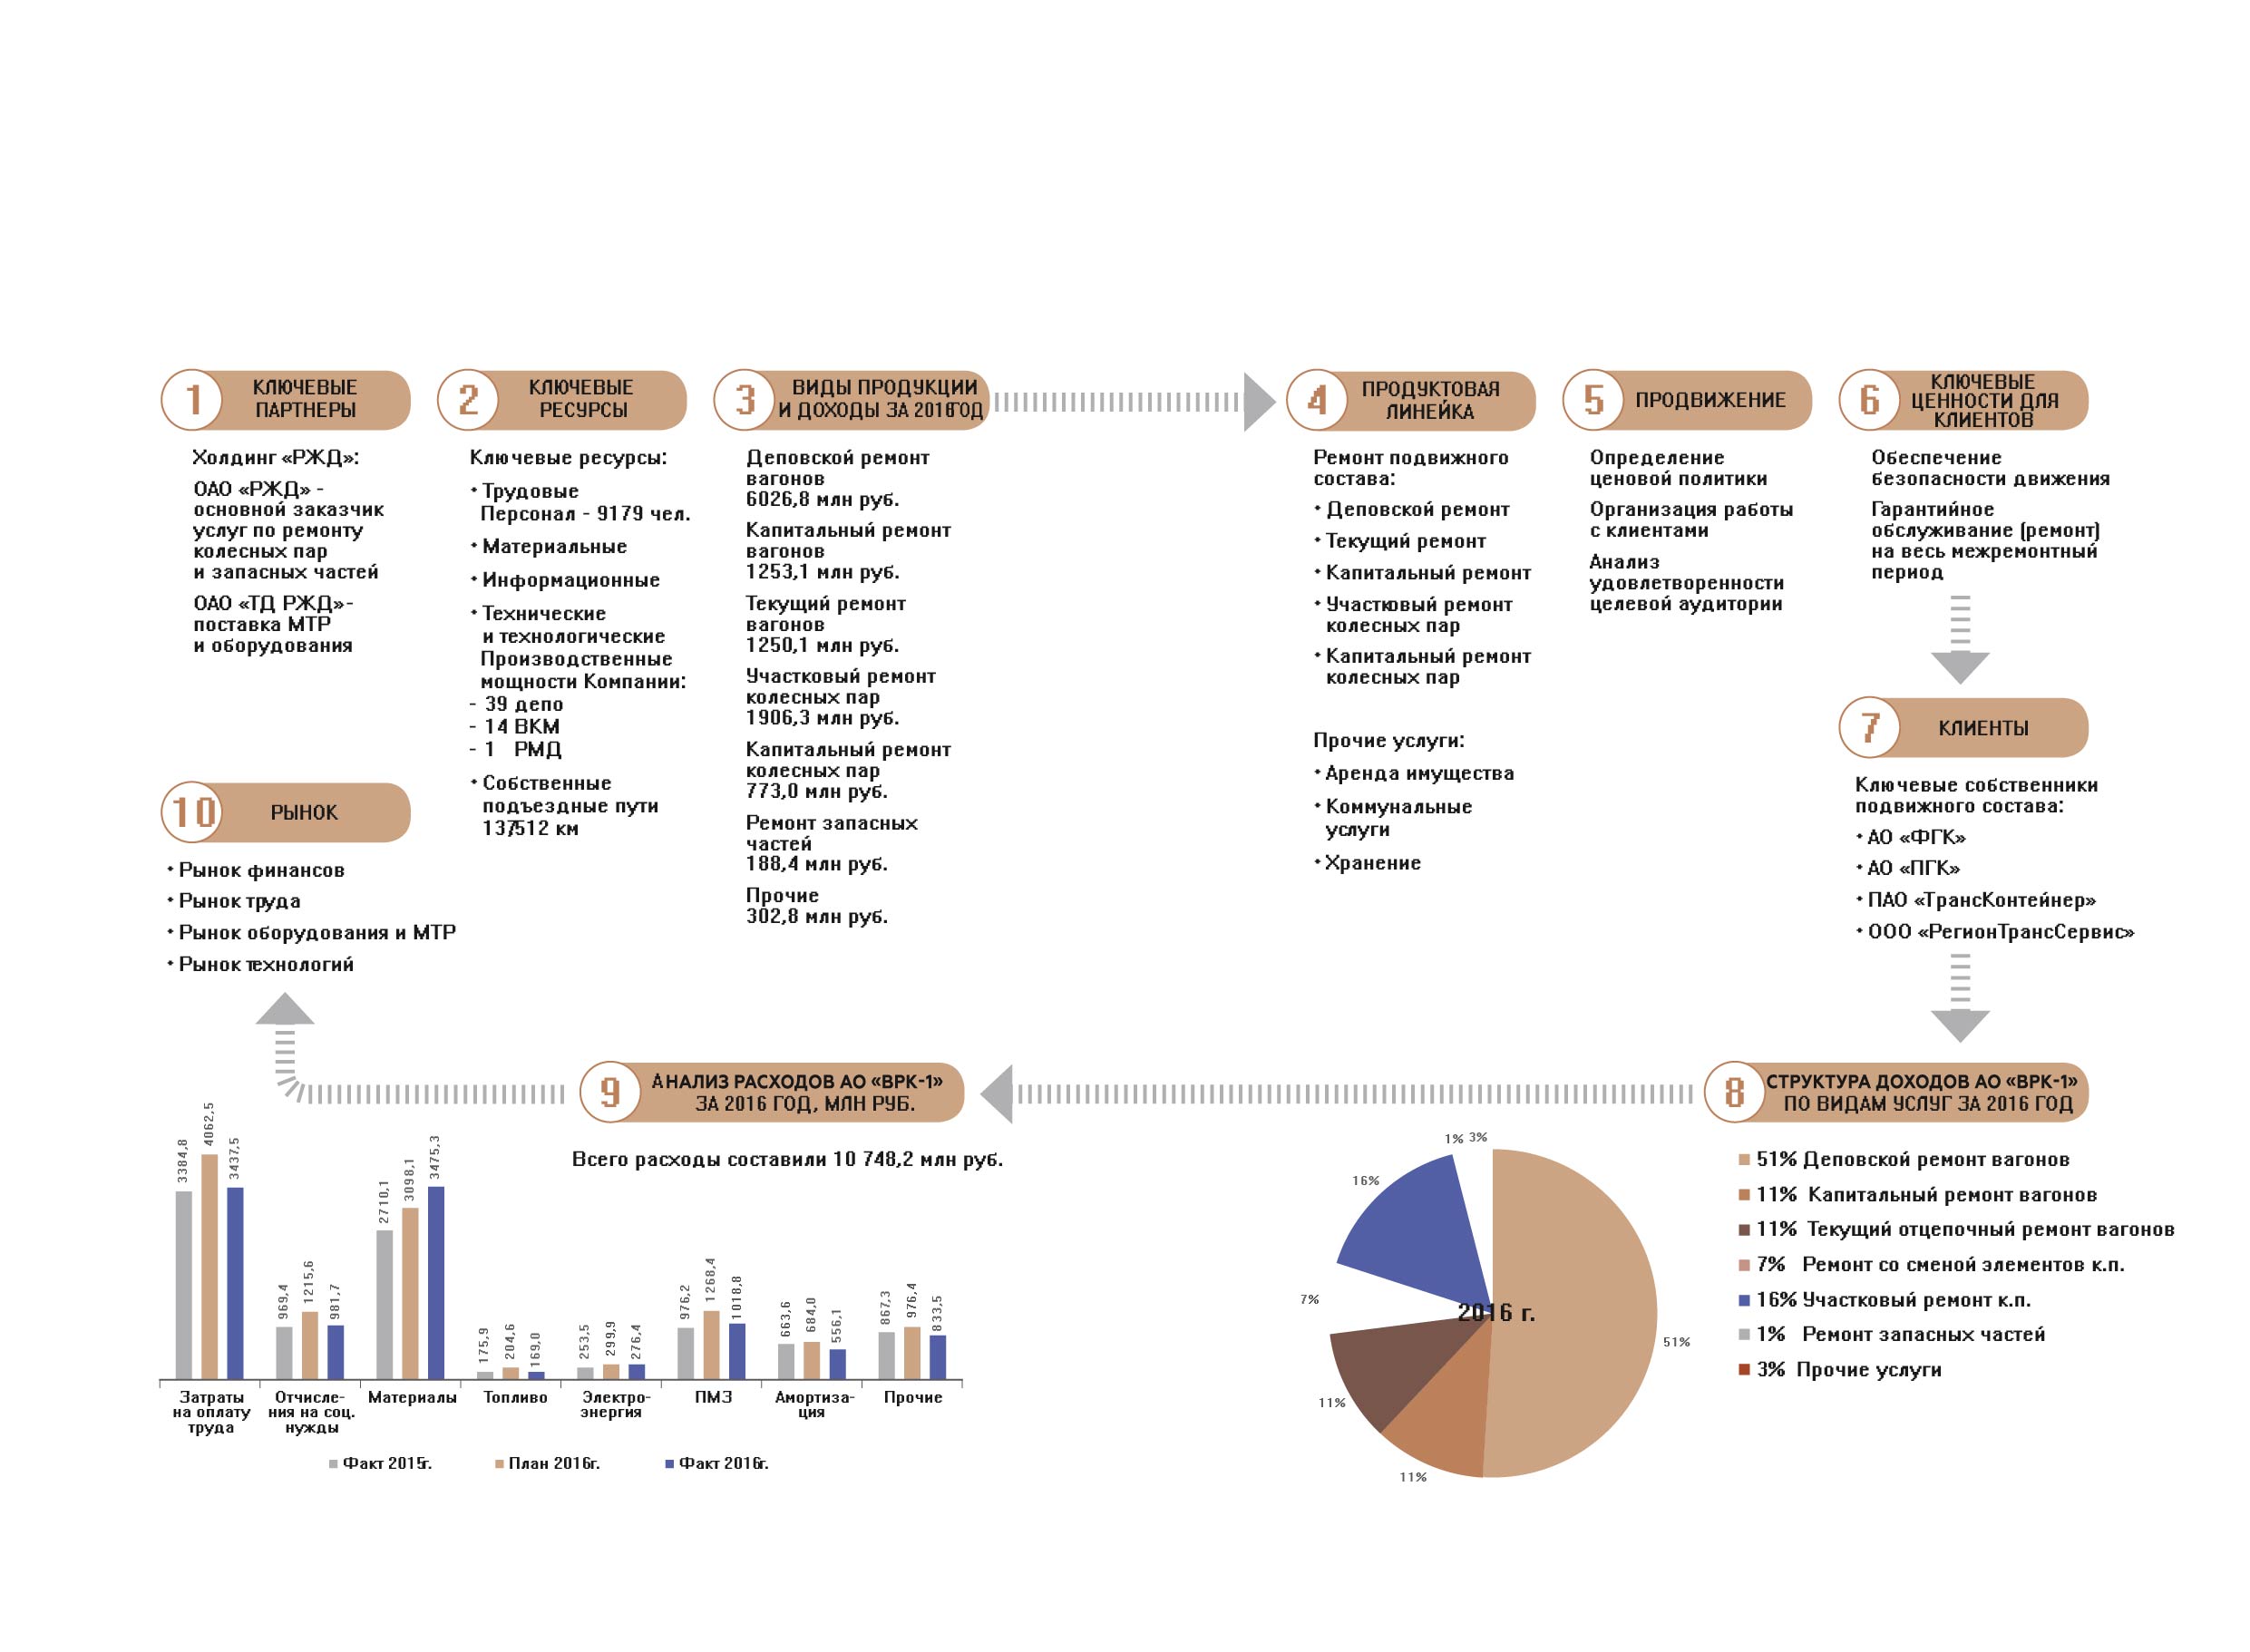 1
КЛЮЧЕВЫЕ
ПАРТНЕРЫ
Холдинг «РЖД»:
ОАО «РЖД» -
основной заказчик
услуг по ремонту
колесных пар
и запасных частей
ОАО «ТД РЖД»-
поставка МТР
и оборудования
2
КЛЮЧЕВЫЕ
РЕСУРСЫ
Ключевые ресурсы:
• Трудовые
Персонал - 9179 чел.
• Материальные
• Информационные
• Технические
и технологические
Производственные
мощности Компании:
- 39 депо
- 14 ВКМ
- 1 РМД
• Собственные
подъездные пути
137,512 км
3
ВИДЫ ПРОДУКЦИИ
И ДОХОДЫ ЗА 2016 ГОД
Деповской ремонт
вагонов
6026,8 млн руб.
Капитальный ремонт
вагонов
1253,1 млн руб.
Текущий ремонт
вагонов
1250,1 млн руб.
Участковый ремонт
колесных пар
1906,3 млн руб.
Капитальный ремонт
колесных пар
773,0 млн руб.
Ремонт запасных
частей
188,4 млн руб.
Прочие
302,8 млн руб.
4
ПРОДУКТОВАЯ
ЛИНЕЙКА
Ремонт подвижного
состава:
• Деповской ремонт
• Текущий ремонт
• Капитальный ремонт
• Участковый ремонт
колесных пар
• Капитальный ремонт
колесных пар
Прочие услуги:
• Аренда имущества
• Коммунальные
услуги
• Хранение
5
ПРОДВИЖЕНИЕ
Определение
ценовой политики
Организация работы
с клиентами
Анализ
удовлетворенности
целевой аудитории
6
КЛЮЧЕВЫЕ
ЦЕННОСТИ ДЛЯ
КЛИЕНТОВ
Обеспечение
безопасности движения
Гарантийное
обслуживание (ремонт)
на весь межремонтный
период
7
КЛИЕНТЫ
Ключевые собственники
подвижного состава:
• АО «ФГК»
• АО «ПГК»
• ПАО «ТрансКонтейнер»
• ООО «РегионТрансСервис»
8
СТРУКТУРА ДОХОДОВ АО «ВРК-1»
ПО ВИДАМ УСЛУГ ЗА 2016 ГОД
51% Деповской ремонт вагонов
11% Капитальный ремонт вагонов
11% Текущий отцепочный ремонт вагонов
7% Ремонт со сменой элементов к.п.
16% Участковый ремонт к.п.
1% Ремонт запасных частей
3% Прочие услуги
1% 3%
16%
7%
2016 г.
51%
11%
11%
9
АНАЛИЗ РАСХОДОВ АО «ВРК-1»
ЗА 2016 ГОД, МЛН РУБ.
Всего расходы составили 10 748,2 млн руб.
3384,8 4062,5 3437,5
969,4 1215,6 981,7
2710,1 3098,1 3475,3
175,9 204,6 169,0
253,5 299,9 276,4
976,2 1268,4 1018,8
663,6 684,0 556,1
867,3 976,4 833,5
Затраты
на оплату
труда
Отчисле-
ния на соц.
нужды
Материалы
Топливо
Электро-
энергия
ПМЗ
Амортиза-
ция
Прочие
Факт 2015г. План 2016г. Факт 2016г.
10
РЫНОК
• Рынок финансов
• Рынок труда
• Рынок оборудования и МТР
• Рынок технологий